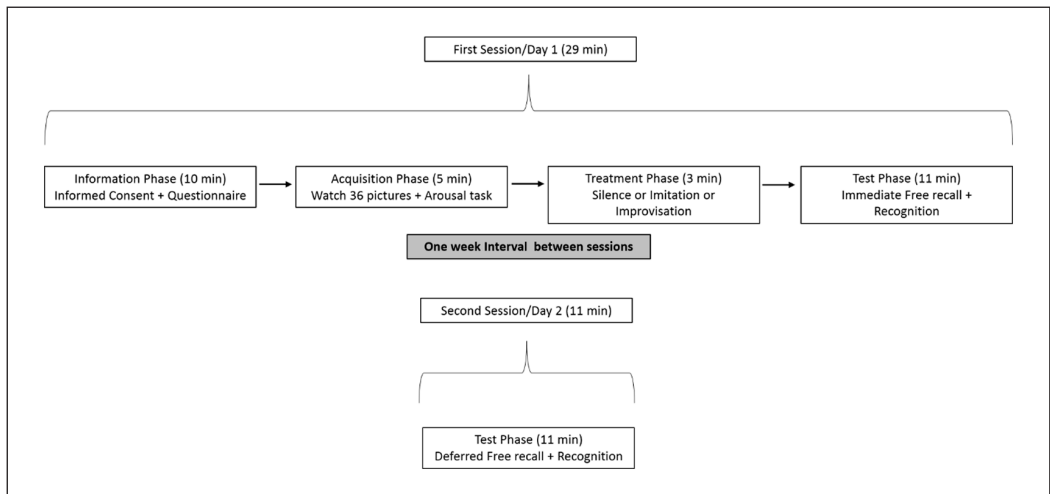 First Session/Day 1 (29 min)
Information Phase (10 min)
Informed Consent + Questionnaire
Acquisition Phase (5 min)
Watch 36 pictures + Arousal task
Treatment Phase (3 min)
Silence or Imitation or
Improvisation
Test Phase (11 min)
Immediate Free recall +
Recognition
One week Interval between sessions
Second Session/Day 2 (11 min)
Test Phase (11 min)
Deferred Free recall + Recognition